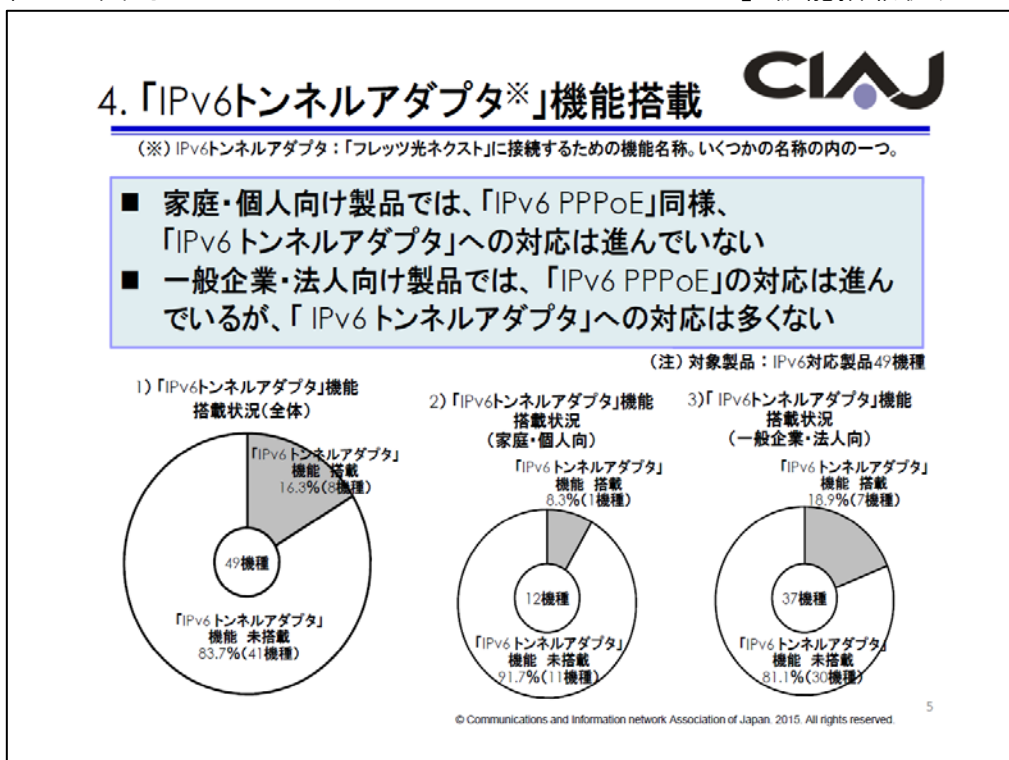 CIAJ
4. 「IPv6トンネルアダプタ※」機能搭載
(※) IPv6トンネルアダプタ：「フレッツ光ネクスト」に接続するための機能名称。いくつかの名称の内の一つ。
■ 家庭・個人向け製品では、「IPv6 PPPoE」同様、
「IPv6 トンネルアダプタ」への対応は進んでいない
■ 一般企業・法人向け製品では、「IPv6 PPPoE」の対応は進ん
でいるが、「 IPv6 トンネルアダプタ」への対応は多くない
(注) 対象製品：IPv6対応製品49機種
1)「IPv6トンネルアダプタ」機能
搭載状況(全体)
「IPv6 トンネルアダプタ」
機能 搭載
16.3%(8機種)
49機種
「IPv6 トンネルアダプタ」
機能 未搭載
83.7%(41機種)
2)「IPv6トンネルアダプタ」機能
搭載状況
(家庭・個人向)
「IPv6 トンネルアダプタ」
機能 搭載
8.3%(1機種)
12機種
「IPv6 トンネルアダプタ」
機能 未搭載
91.7%(11機種)
3)「 IPv6トンネルアダプタ」機能
搭載状況
(一般企業・法人向)
「IPv6 トンネルアダプタ」
機能 搭載
18.9%(7機種)
37機種
「IPv6 トンネルアダプタ」
機能 未搭載
81.1%(30機種)
5
© Communications and Information network Association of Japan. 2015. All rights reserved.